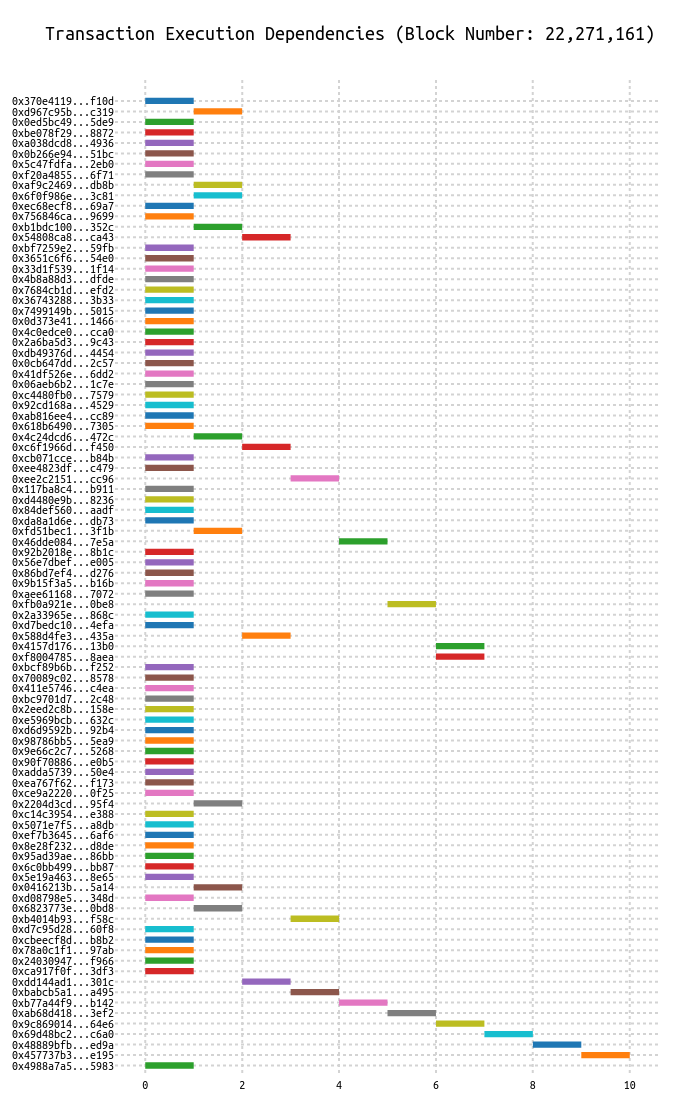 Transaction Execution Dependencies (Block Number: 22,271,161)
0x370e4119...f10d
0xd967c95b...c319
0x0ed5bc49...5de9
0xbe078f29...8872
0xa038dcd8...4936
0x0b266e94...51bc
0x5c47fdfa...2eb0
0xf20a4855...6f71
0xaf9c2469...db8b
0x6f0f986e...3c81
0xec68ecf8...69a7
0x756846ca...9699
0xb1bdc100...352c
0x54808ca8...ca43
0xbf7259e2...59fb
0x3651c6f6...54e0
0x33d1f539...1f14
0x4b8a88d3...dfde
0x7684cb1d...efd2
0x36743288...3b33
0x7499149b...5015
0x0d373e41...1466
0x4c0edce0...cca0
0x2a6ba5d3...9c43
0xdb49376d...4454
0x0cb647dd...2c57
0x41df526e...6dd2
0x06aeb6b2...1c7e
0xc4480fb0...7579
0x92cd168a...4529
0xab816ee4...cc89
0x618b6490...7305
0x4c24dcd6...472c
0xc6f1966d...f450
0xcb071cce...b84b
0xee4823df...c479
0xee2c2151...cc96
0x117ba8c4...b911
0xd4480e9b...8236
0x84def560...aadf
0xda8a1d6e...db73
0xfd51bec1...3f1b
0x46dde084...7e5a
0x92b2018e...8b1c
0x56e7dbef...e005
0x86bd7ef4...d276
0x9b15f3a5...b16b
0xaee61168...7072
0xfb0a921e...0be8
0x2a33965e...868c
0xd7bedc10...4efa
0x588d4fe3...435a
0x4157d176...13b0
0xf8004785...8aea
0xbcf89b6b...f252
0x70089c02...8578
0x411e5746...c4ea
0xbc9701d7...2c48
0x2eed2c8b...158e
0xe5969bcb...632c
0xd6d9592b...92b4
0x98786bb5...5ea9
0x9e66c2c7...5268
0x90f70886...e0b5
0xadda5739...50e4
0xea767f62...f173
0xce9a2220...0f25
0x2204d3cd...95f4
0xc14c3954...e388
0x5071e7f5...a8db
0xef7b3645...6af6
0x8e28f232...d8de
0x95ad39ae...86bb
0x6c0bb499...bb87
0x5e19a463...8e65
0x0416213b...5a14
0xd08798e5...348d
0x6823773e...0bd8
0xb4014b93...f58c
0xd7c95d28...60f8
0xcbeecf8d...b8b2
0x78a0c1f1...97ab
0x24030947...f966
0xca917f0f...3df3
0xdd144ad1...301c
0xbabcb5a1...a495
0xb77a44f9...b142
0xab68d418...3ef2
0x9c869014...64e6
0x69d48bc2...c6a0
0x48889bfb...ed9a
0x457737b3...e195
0x4988a7a5...5983
0 2 4 6 8 10